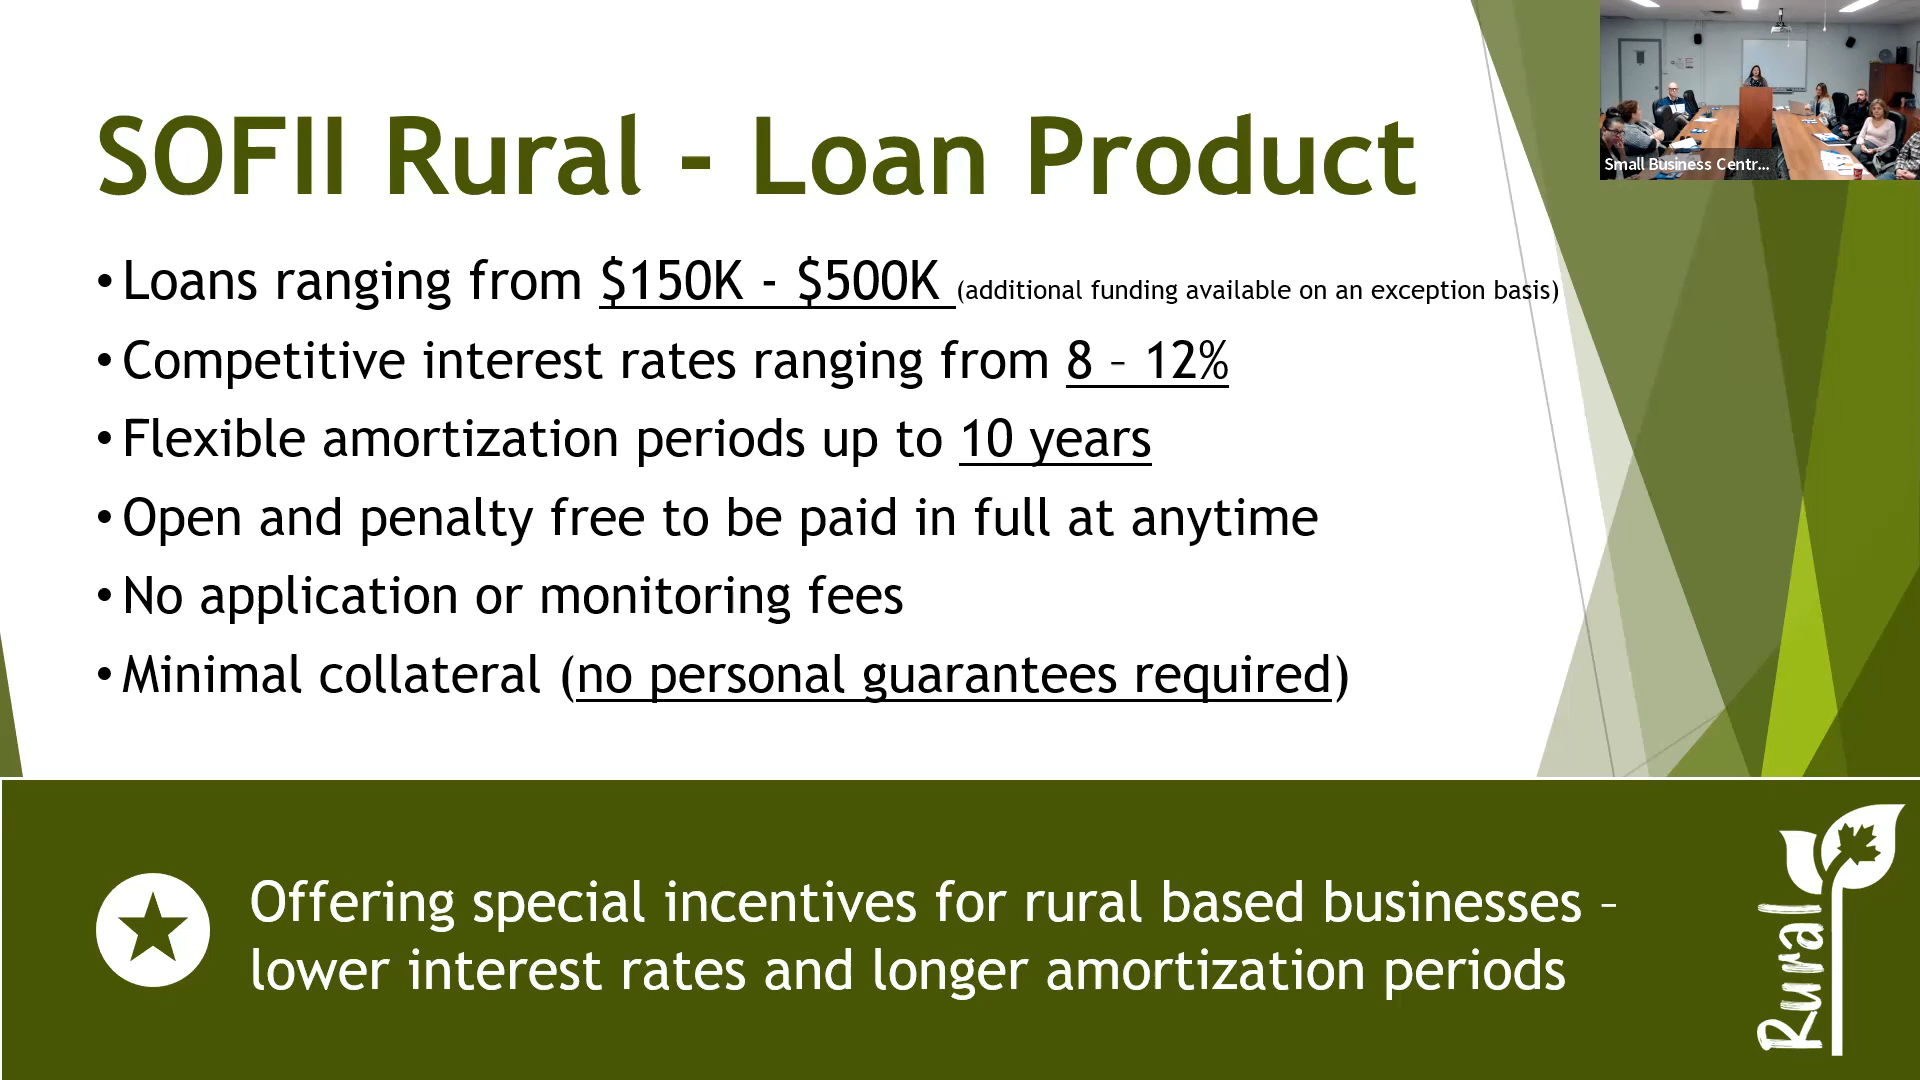 SOFII Rural - Loan Product
• Loans ranging from $150K - $500K (additional funding available on an exception basis)
• Competitive interest rates ranging from 8 – 12%
• Flexible amortization periods up to 10 years
• Open and penalty free to be paid in full at anytime
• No application or monitoring fees
• Minimal collateral (no personal guarantees required)
Offering special incentives for rural based businesses –
lower interest rates and longer amortization periods
Rural
Small Business Centr...